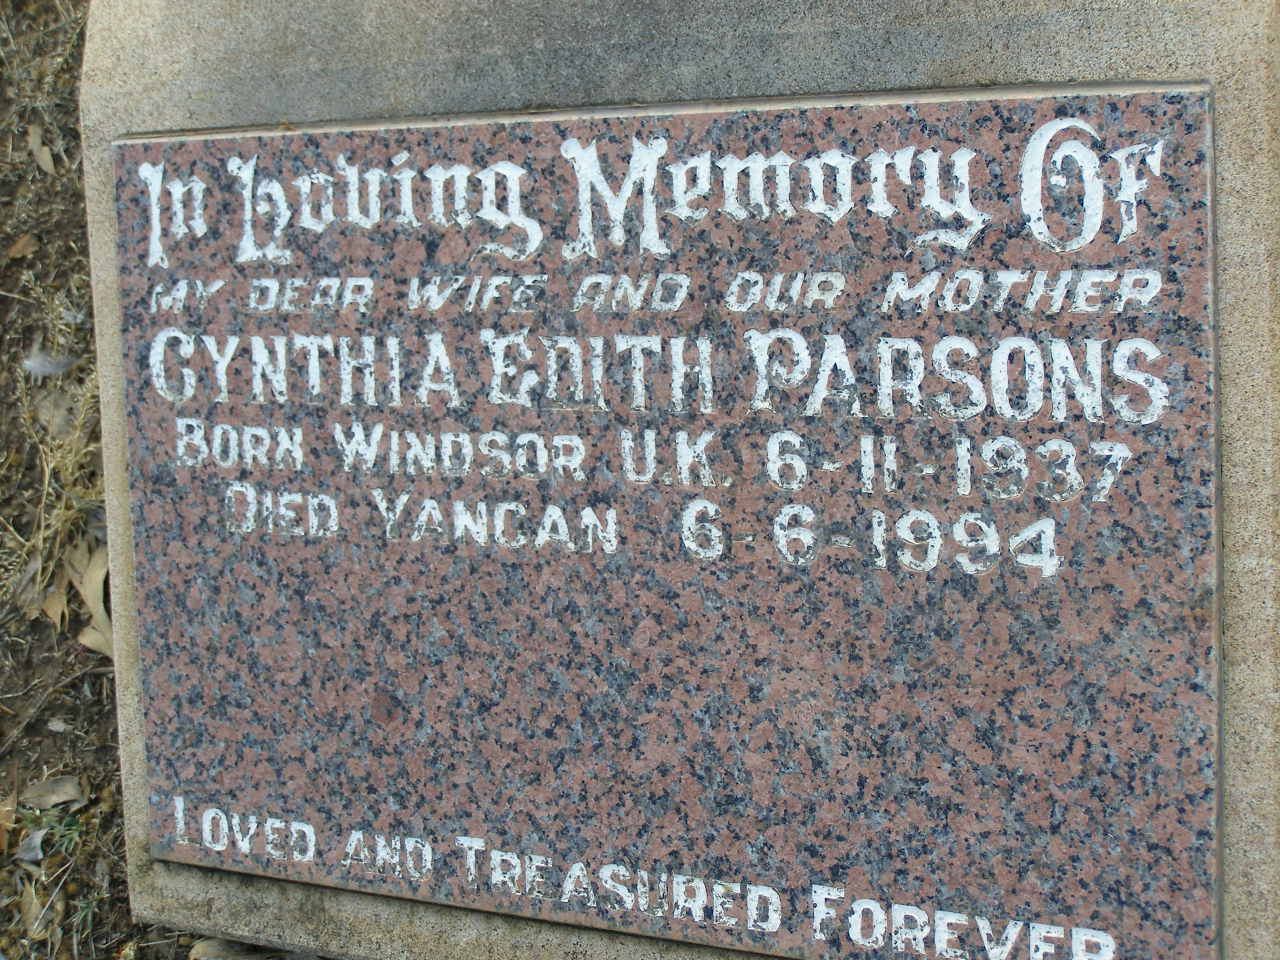 In Loving Memory Of
MY DEAR WIFE AND OUR MOTHER
CYNTHIA EDITH PARSONS
BORN WINDSOR U.K. 6-11-1937
DIED YANCAN 6-6-1994
LOVED AND TREASURED FOREVER